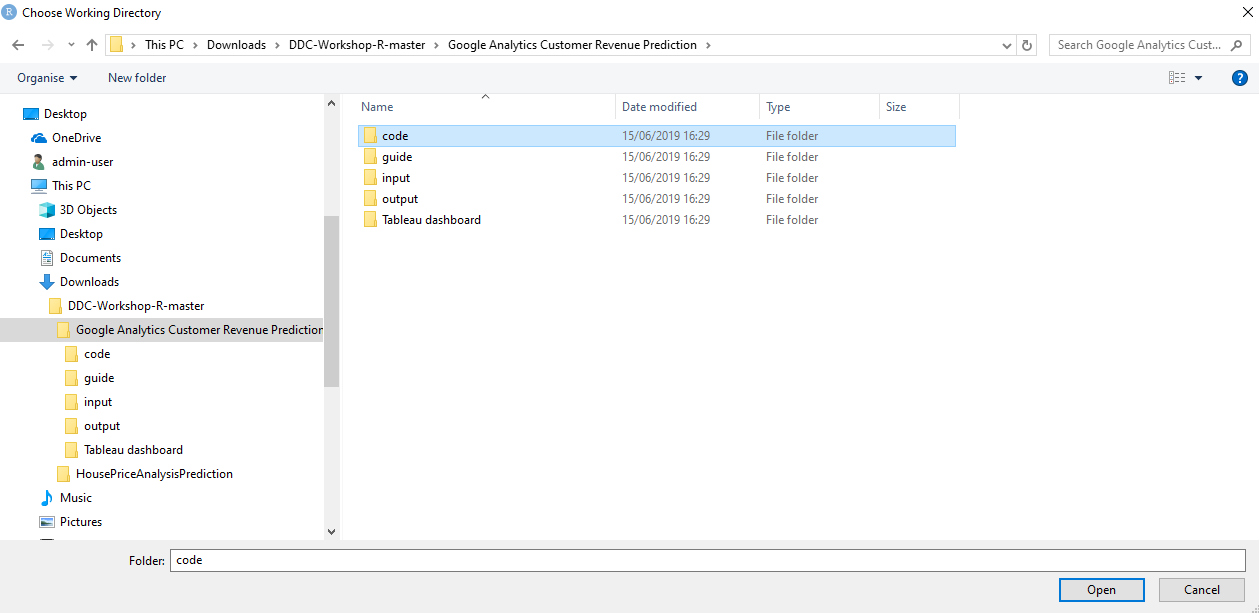 R Choose Working Directory
This PC > Downloads > DDC-Workshop-R-master > Google Analytics Customer Revenue Prediction >
Search Google Analytics Cust...
Organise
New folder
?
Desktop
OneDrive
admin-user
This PC
3D Objects
Desktop
Documents
Downloads
DDC-Workshop-R-master
Google Analytics Customer Revenue Prediction
code
guide
input
output
Tableau dashboard
HousePriceAnalysisPrediction
Music
Pictures
Name Date modified Type Size
code 15/06/2019 16:29 File folder
guide 15/06/2019 16:29 File folder
input 15/06/2019 16:29 File folder
output 15/06/2019 16:29 File folder
Tableau dashboard 15/06/2019 16:29 File folder
Folder: code
Open
Cancel